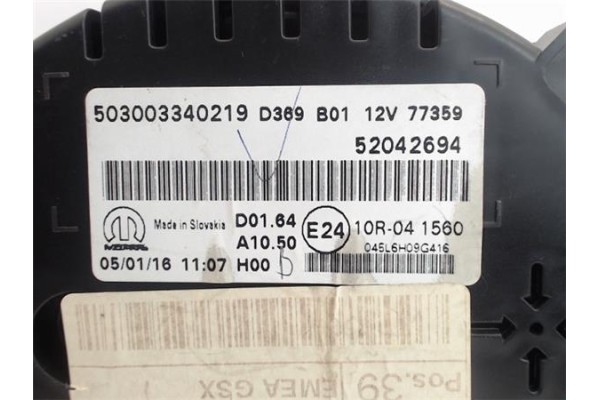 503003340219 D369 B01 12V 77359
52042694
Made in Slovakia D01.64 E24 10R-04 1560
MOPAR A10.50 045L6H09G416
05/01/16 11:07 H00 D
Pos.39 EMEA GSX